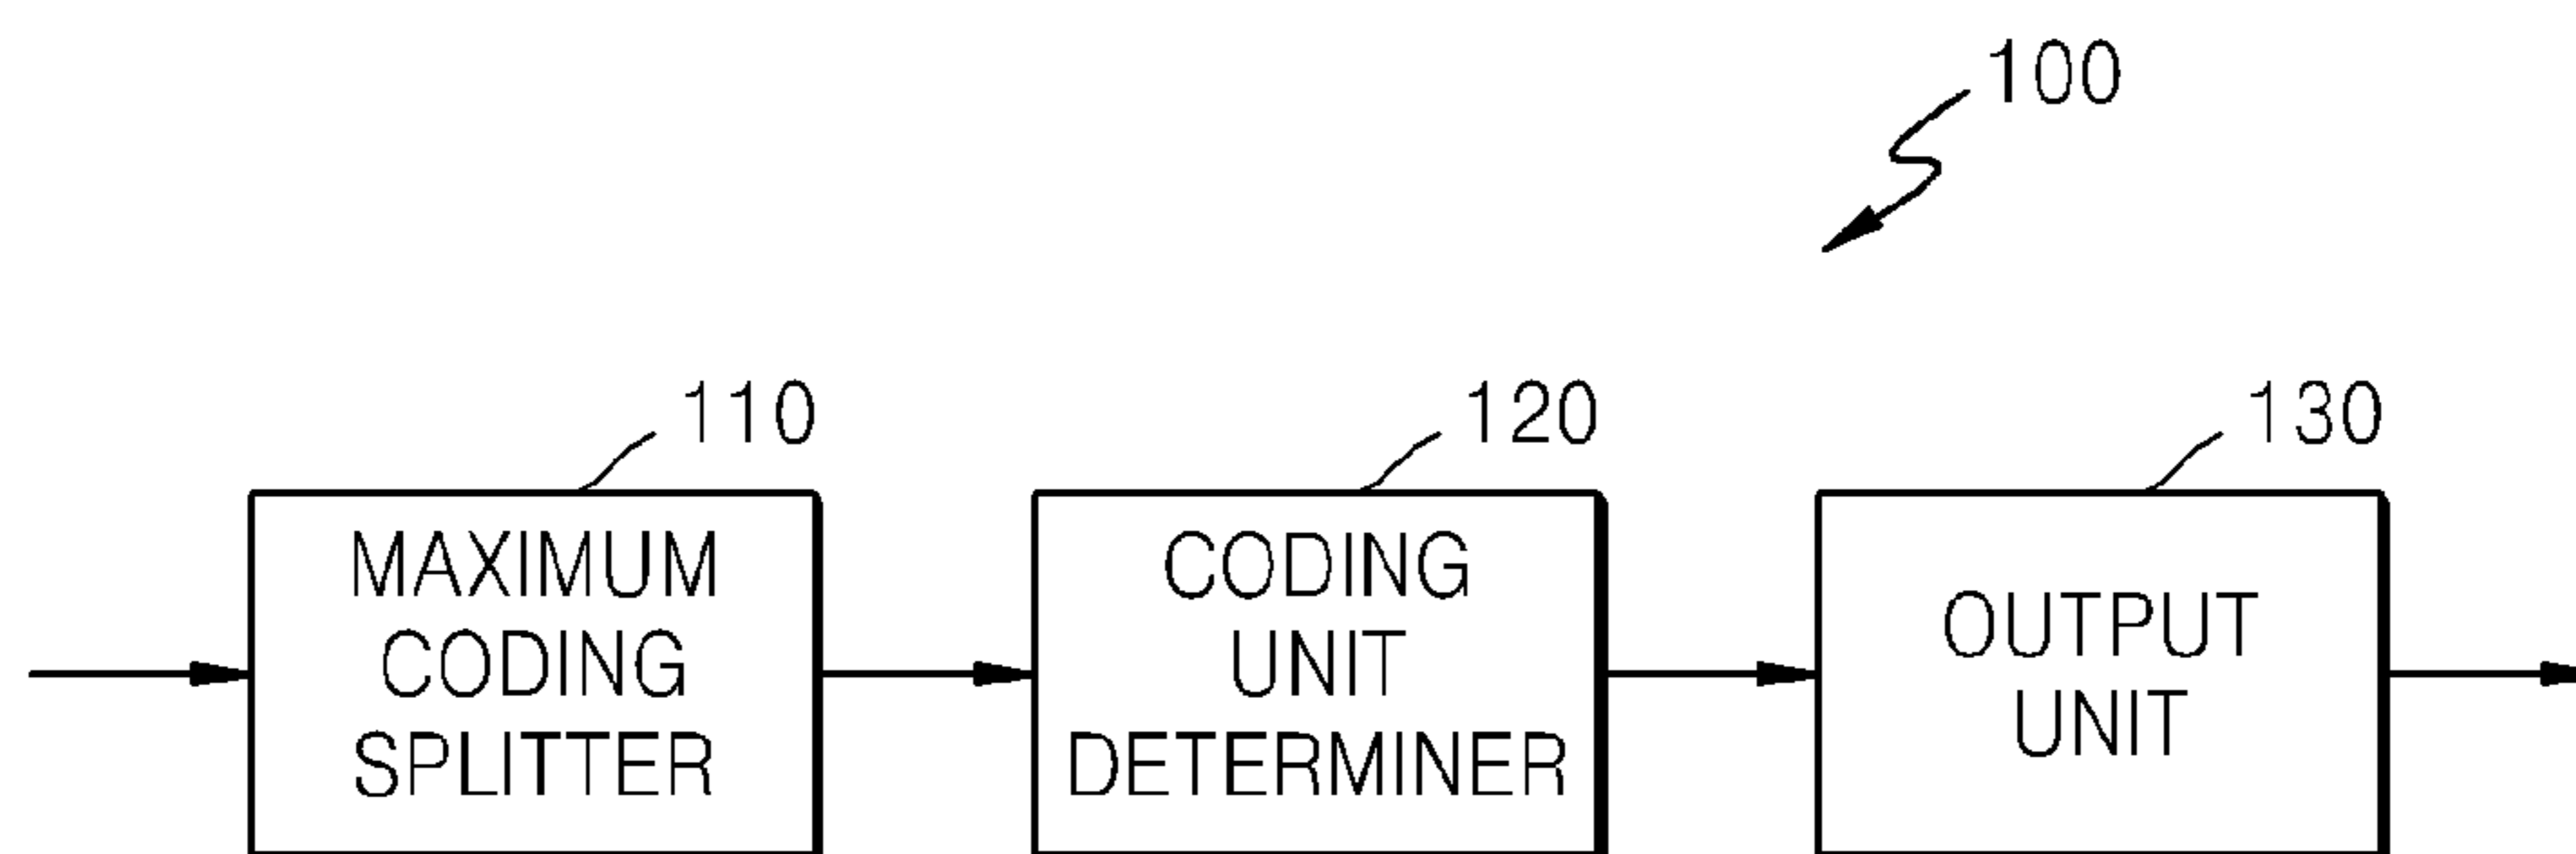 100
110
120
130
MAXIMUM
CODING
SPLITTER
CODING
UNIT
DETERMINER
OUTPUT
UNIT